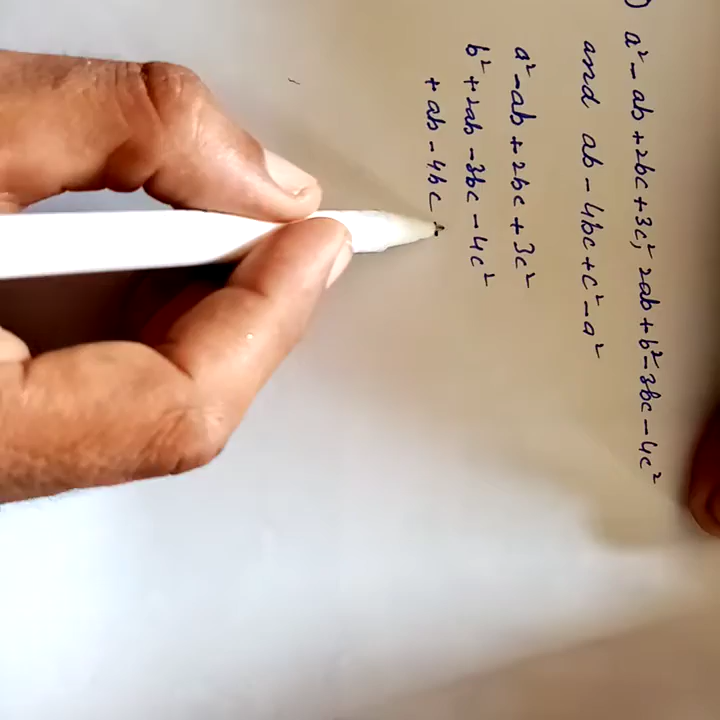 ) a² - ab + 2bc + 3c², 2ab + b² - 3bc - 4c²
and ab - 4bc + c² - a²
a² - ab + 2bc + 3c²
b² + 2ab - 3bc - 4c²
+ ab - 4bc